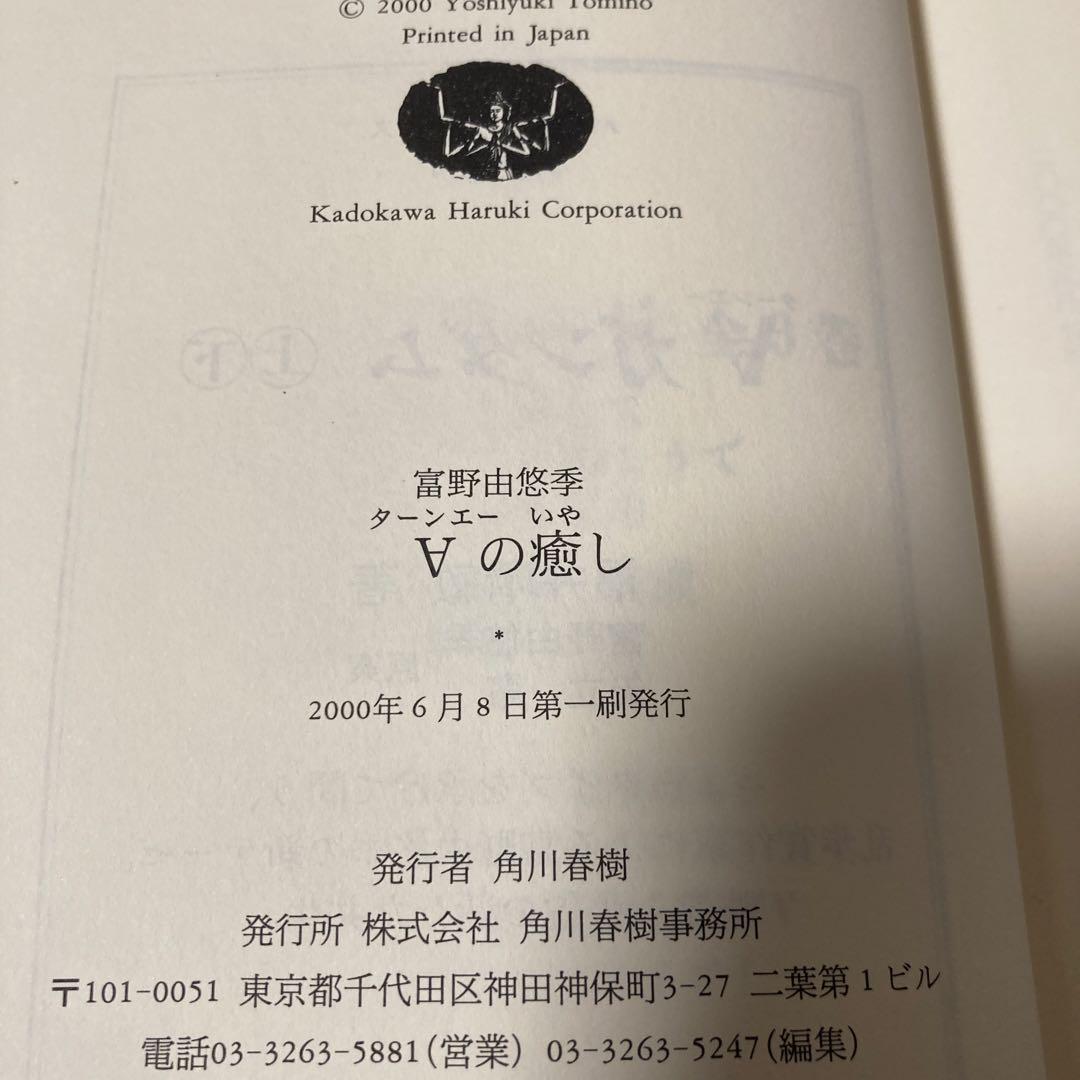 © 2000 Yoshiyuki Tomino
Printed in Japan
Kadokawa Haruki Corporation
富野由悠季
ターンエー いや
∀の癒し
*
2000年6月8日第一刷発行
発行者 角川春樹
発行所 株式会社 角川春樹事務所
〒101-0051 東京都千代田区神田神保町3-27 二葉第1ビル
電話03-3263-5881(営業) 03-3263-5247(編集)